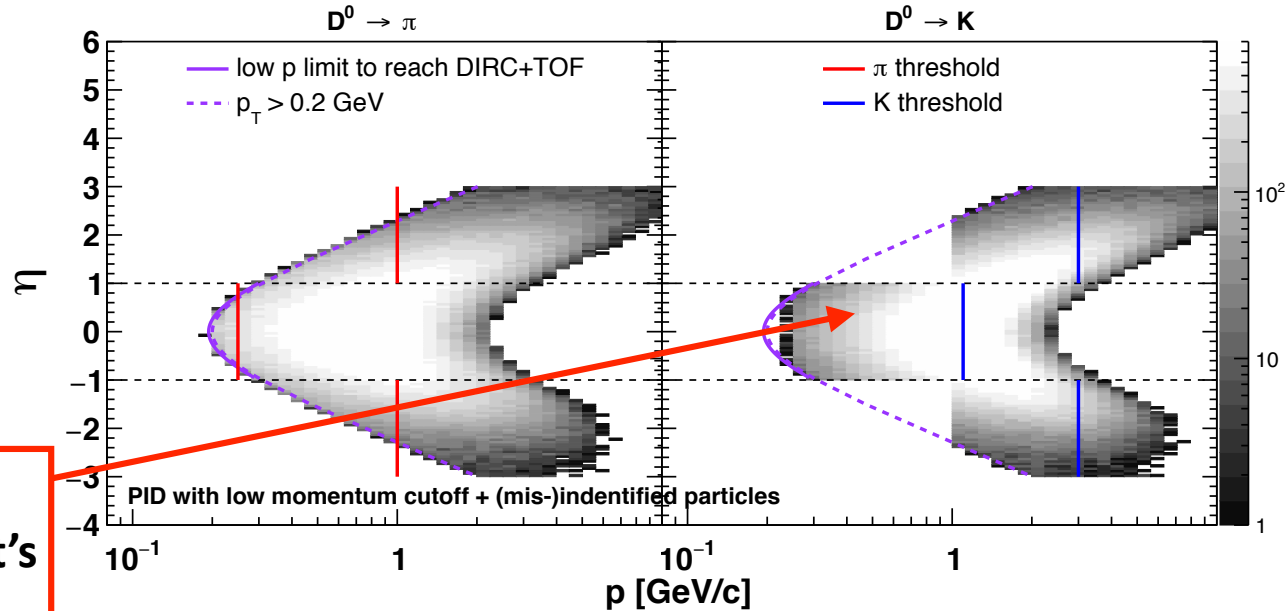 D⁰ → π
D⁰ → K
6
5
4
3
2
1
0
−1
−2
−3
−4
η
low p limit to reach DIRC+TOF
p_T > 0.2 GeV
π threshold
K threshold
10²
10
1
PID with low momentum cutoff + (mis-)indentified particles
10⁻¹
1
10⁻¹
1
p [GeV/c]
t’s